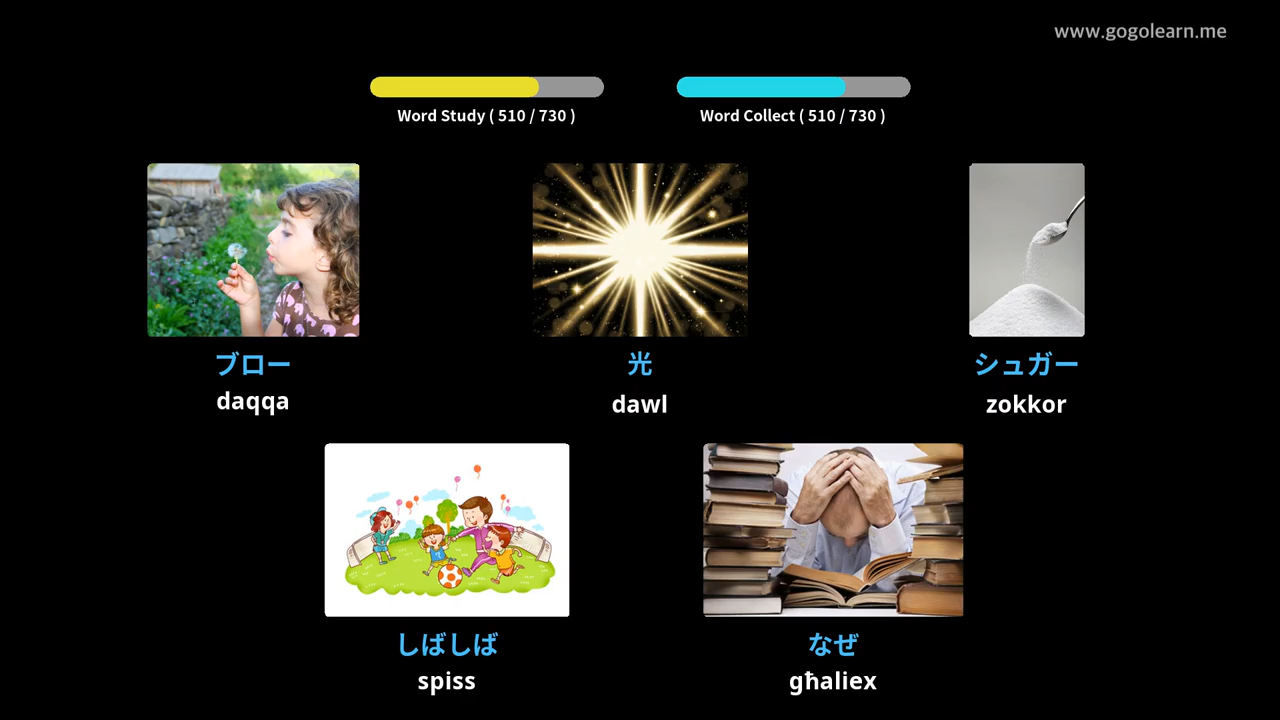 www.gogolearn.me
Word Study ( 510 / 730 )
Word Collect ( 510 / 730 )
ブロー
daqqa
光
dawl
シュガー
zokkor
しばしば
spiss
なぜ
għaliex